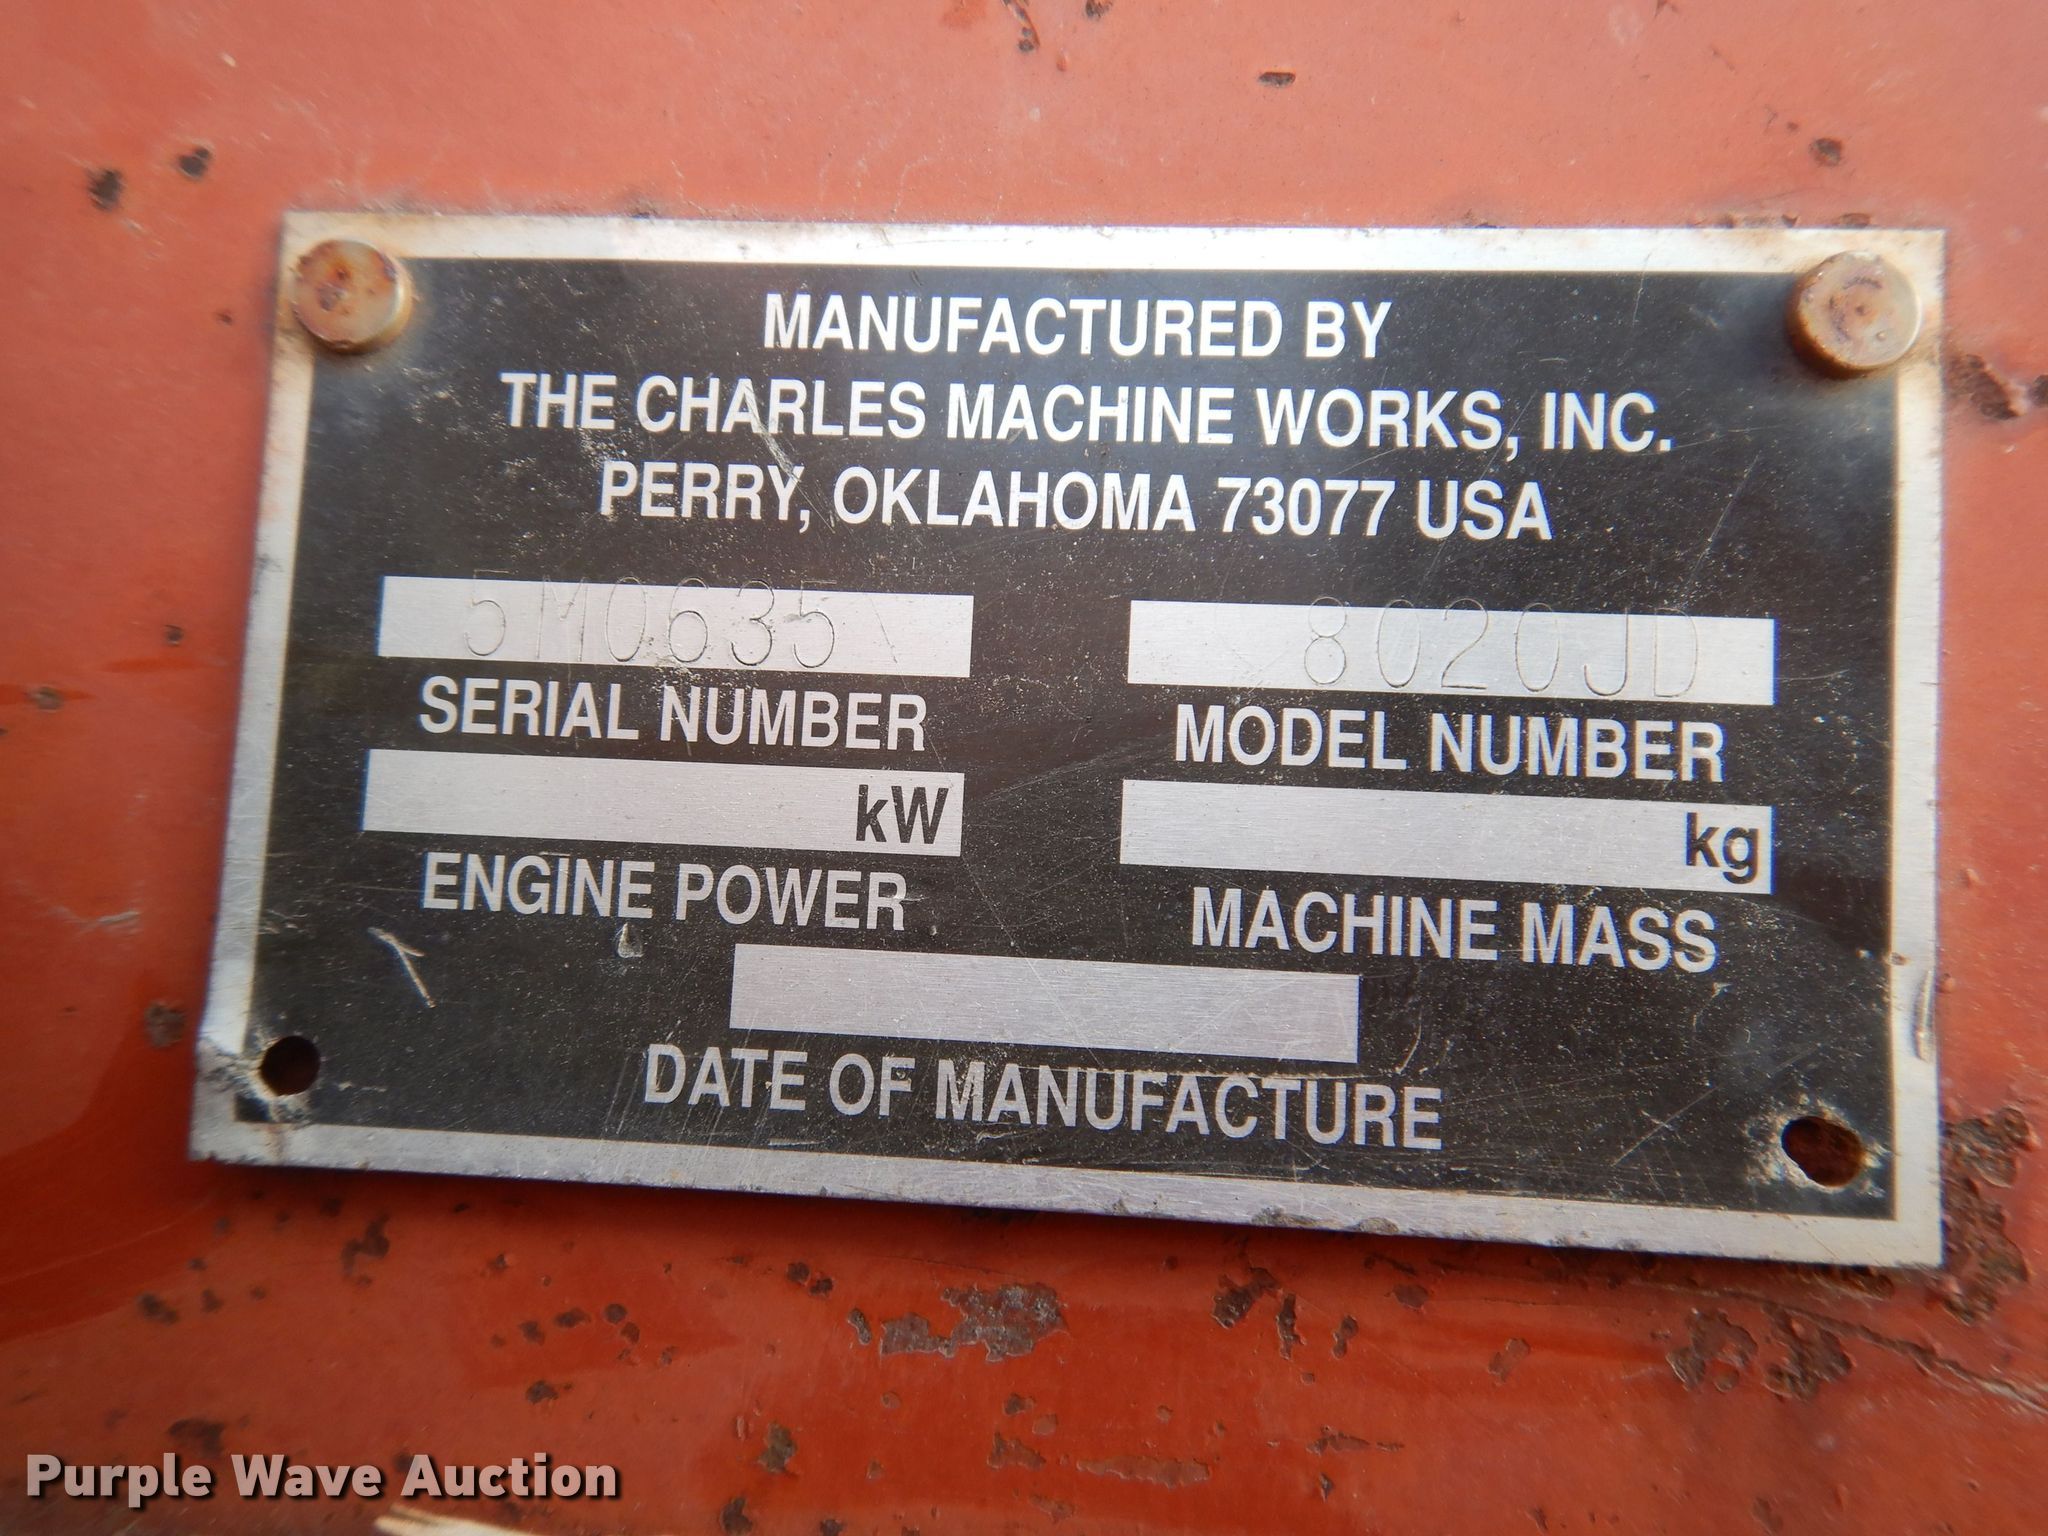 MANUFACTURED BY
THE CHARLES MACHINE WORKS, INC.
PERRY, OKLAHOMA 73077 USA
5M0635 8020JD
SERIAL NUMBER MODEL NUMBER
kW kg
ENGINE POWER MACHINE MASS
DATE OF MANUFACTURE
Purple Wave Auction